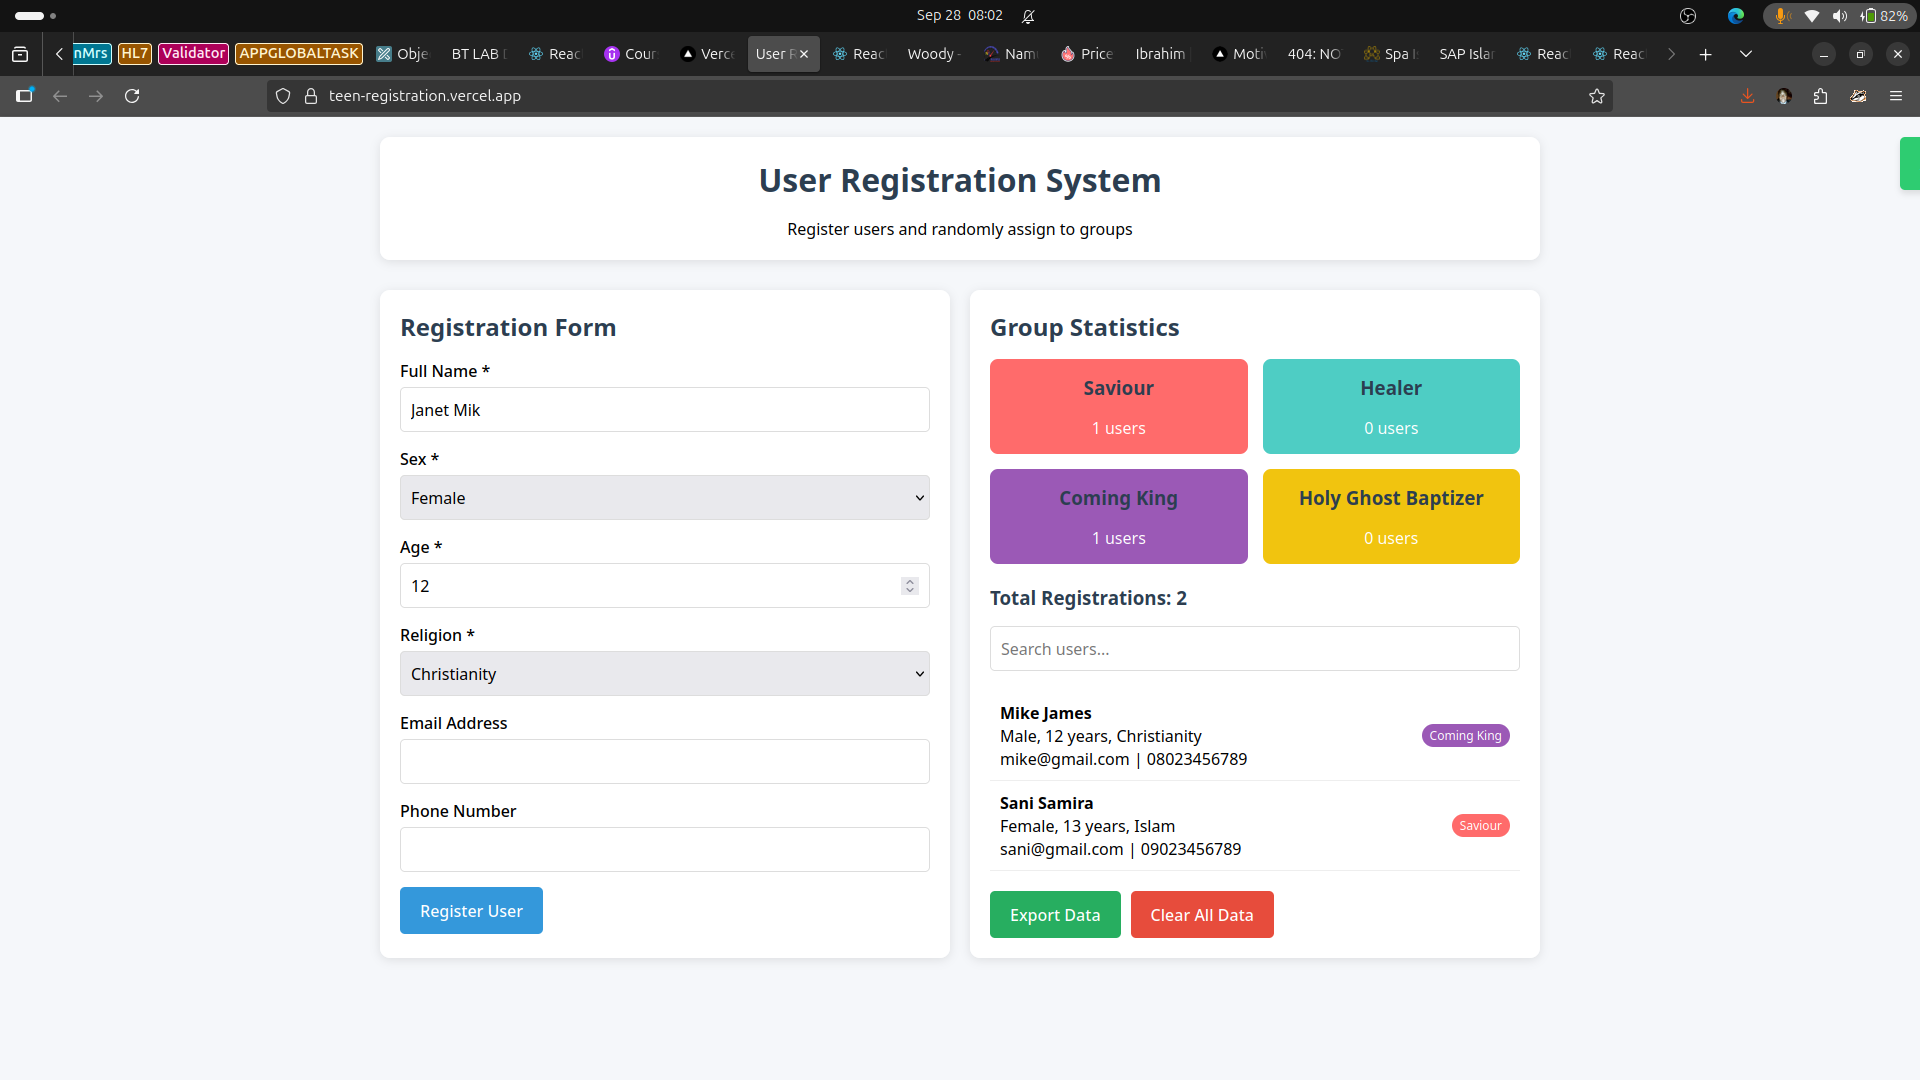 Sep 28 08:02
82%
nMrs HL7 Validator APPGLOBALTASK Obje BT LAB Reac Cour Verce User R Reac Woody - Nam Price Ibrahim Moti 404: NO Spa SAP Islar Reac Reac
teen-registration.vercel.app
User Registration System
Register users and randomly assign to groups
Registration Form
Full Name *
Janet Mik
Sex *
Female
Age *
12
Religion *
Christianity
Email Address
Phone Number
Register User
Group Statistics
Saviour
1 users
Healer
0 users
Coming King
1 users
Holy Ghost Baptizer
0 users
Total Registrations: 2
Search users...
Mike James
Male, 12 years, Christianity
mike@gmail.com | 08023456789
Coming King
Sani Samira
Female, 13 years, Islam
sani@gmail.com | 09023456789
Saviour
Export Data
Clear All Data